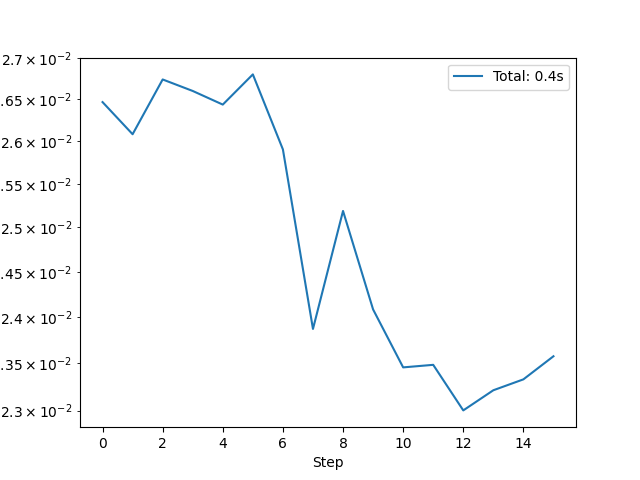 2.7 × 10⁻²
.65 × 10⁻²
2.6 × 10⁻²
.55 × 10⁻²
2.5 × 10⁻²
.45 × 10⁻²
2.4 × 10⁻²
.35 × 10⁻²
2.3 × 10⁻²
Total: 0.4s
0 2 4 6 8 10 12 14
Step